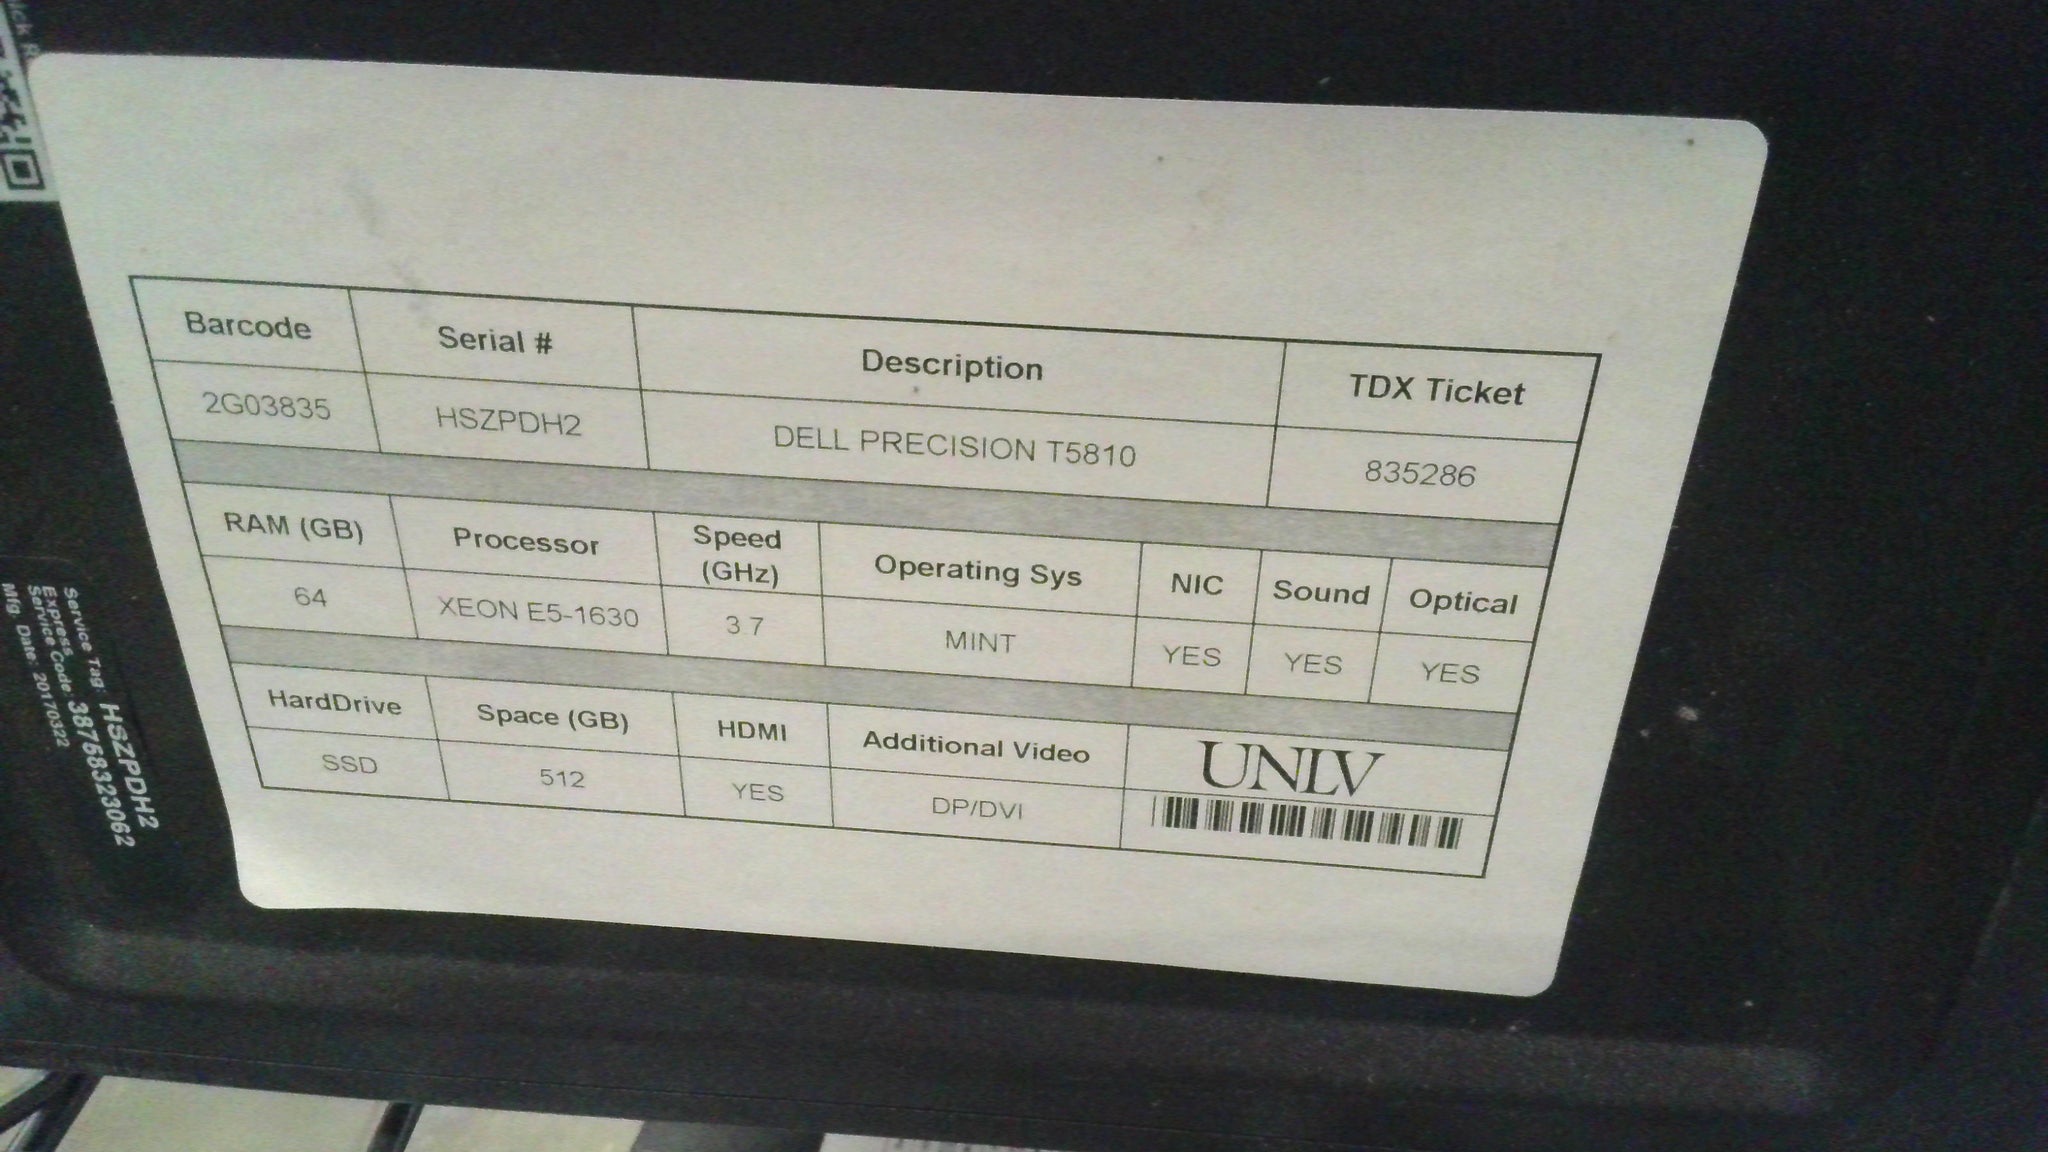 Barcode Serial # Description TDX Ticket
2G03835 HSZPDH2 DELL PRECISION T5810 835286
RAM (GB) Processor Speed (GHz) Operating Sys NIC Sound Optical
64 XEON E5-1630 3 7 MINT YES YES YES
HardDrive Space (GB) HDMI Additional Video UNLV
SSD 512 YES DP/DVI
Service Tag: HSZPDH2
Express
Service Code: 38758323062
Mfg. Date: 20170322